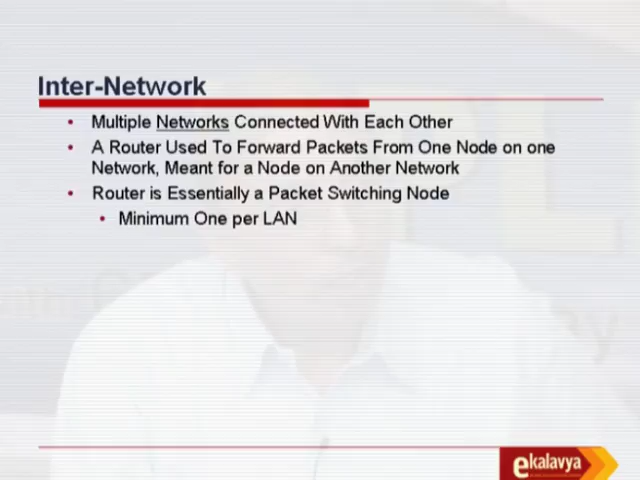 Inter-Network
• Multiple Networks Connected With Each Other
• A Router Used To Forward Packets From One Node on one
Network, Meant for a Node on Another Network
• Router is Essentially a Packet Switching Node
• Minimum One per LAN
ekalavya